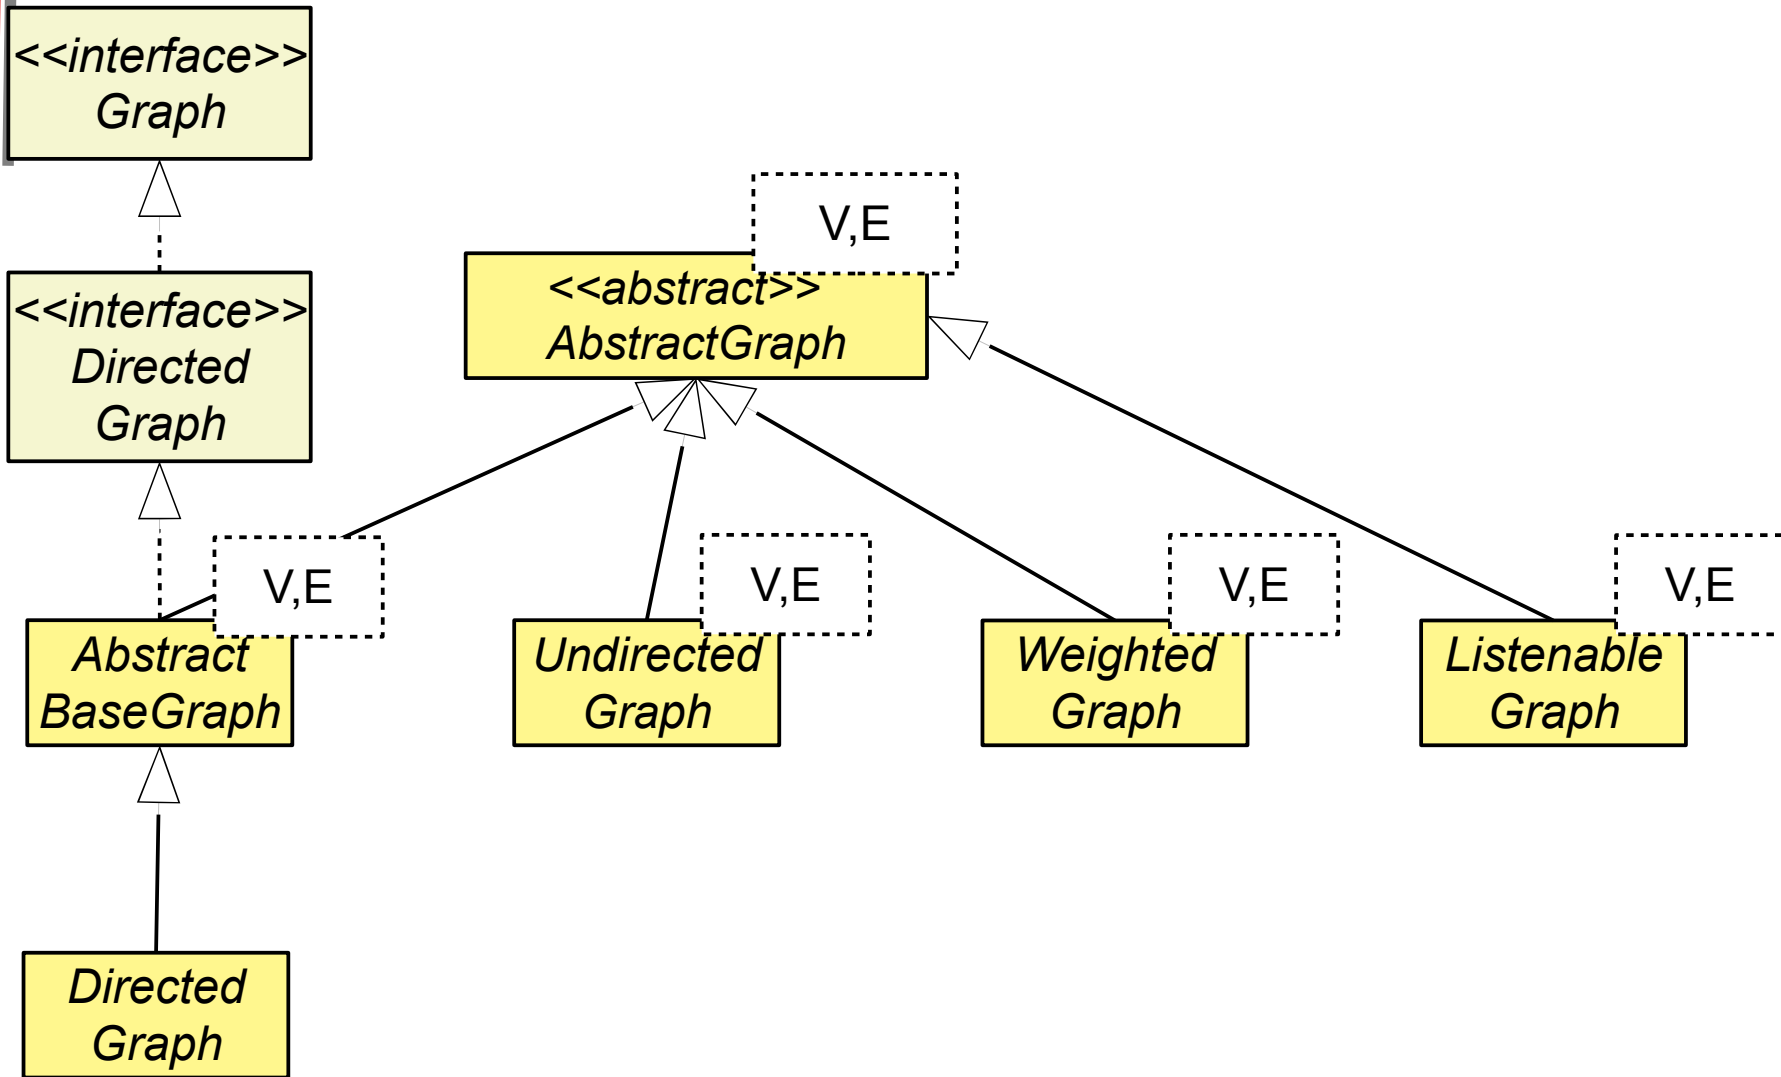 <<interface>>
Graph
V,E
<<abstract>>
AbstractGraph
<<interface>>
Directed
Graph
V,E
V,E
V,E
V,E
Abstract
BaseGraph
Undirected
Graph
Weighted
Graph
Listenable
Graph
Directed
Graph